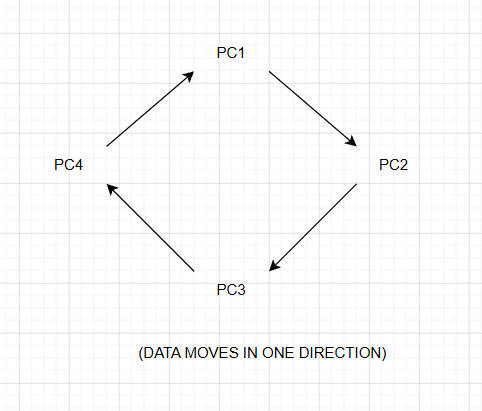 PC1
PC4
PC2
PC3
(DATA MOVES IN ONE DIRECTION)